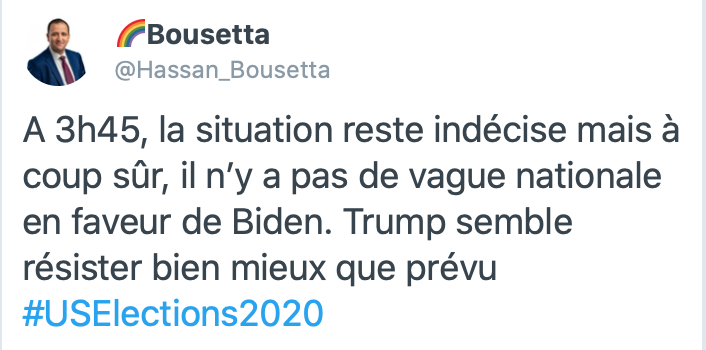 🌈Bousetta
@Hassan_Bousetta
A 3h45, la situation reste indécise mais à
coup sûr, il n’y a pas de vague nationale
en faveur de Biden. Trump semble
résister bien mieux que prévu
#USElections2020